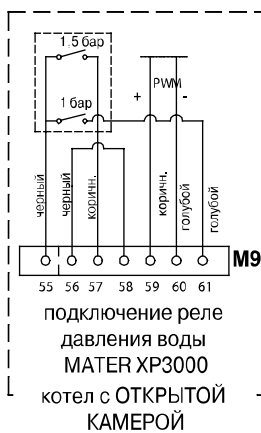 1.5 бар
PWM
+ -
1 бар
черный
черный
коричн.
коричн.
голубой
голубой
M9
55 56 57 58 59 60 61
подключение реле
давления воды
MATER XP3000
котел с ОТКРЫТОЙ
КАМЕРОЙ